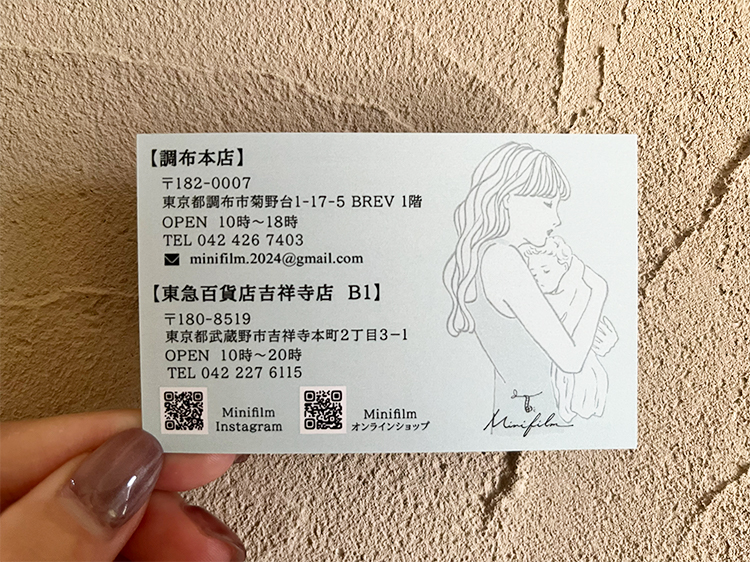 【調布本店】
〒182-0007
東京都調布市菊野台1-17-5 BREV 1階
OPEN 10時〜18時
TEL 042 426 7403
minifilm.2024@gmail.com
【東急百貨店吉祥寺店 B1】
〒180-8519
東京都武蔵野市吉祥寺本町2丁目3−1
OPEN 10時〜20時
TEL 042 227 6115
Minifilm
Instagram
Minifilm
オンラインショップ
Minifilm